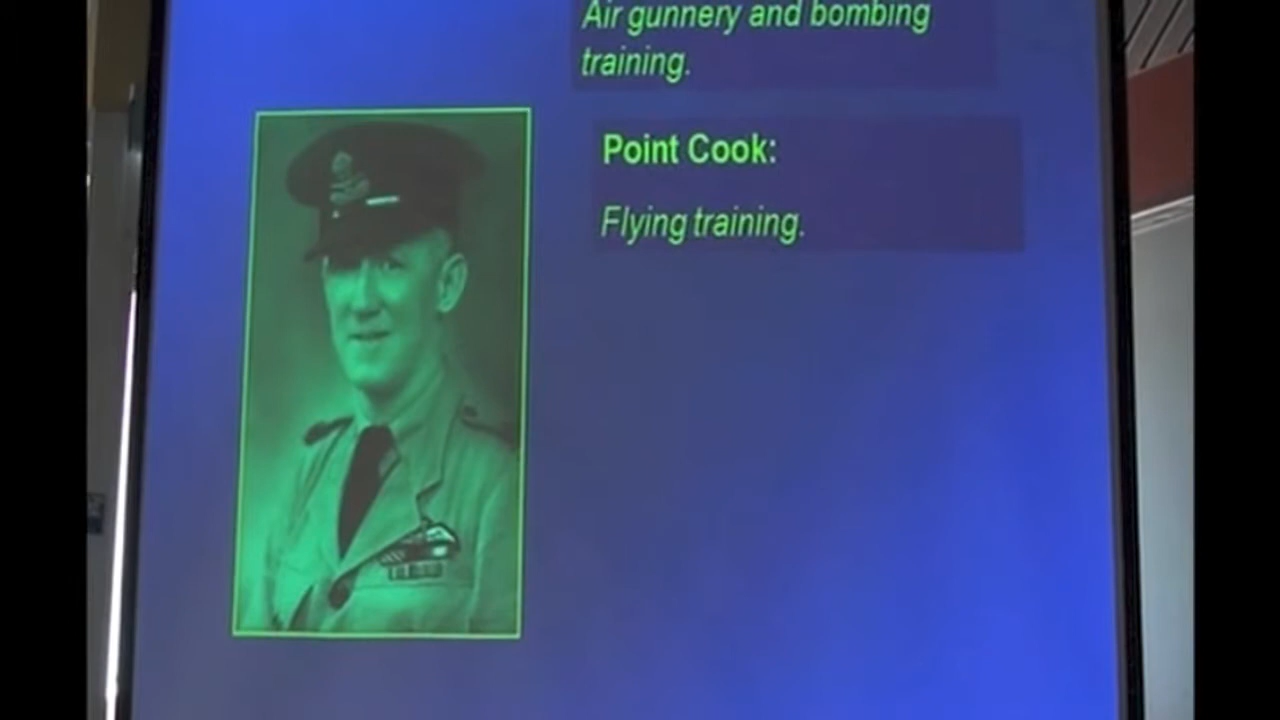 Air gunnery and bombing
training.
Point Cook:
Flying training.